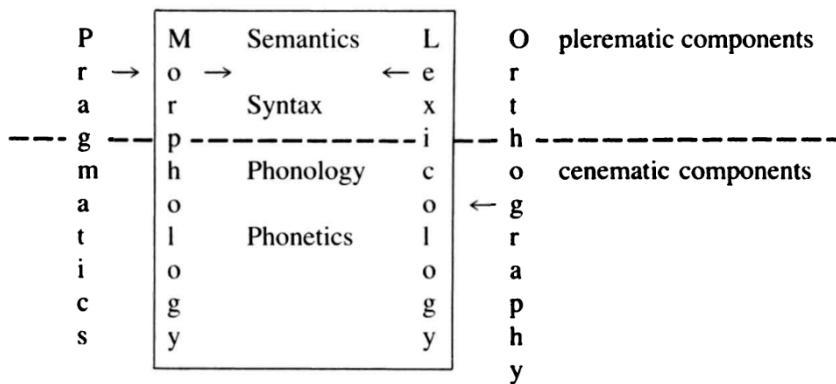 Pragmatics
Morphology
Semantics
Syntax
Phonology
Phonetics
Lexicology
Orthography
plerematic components
cenematic components